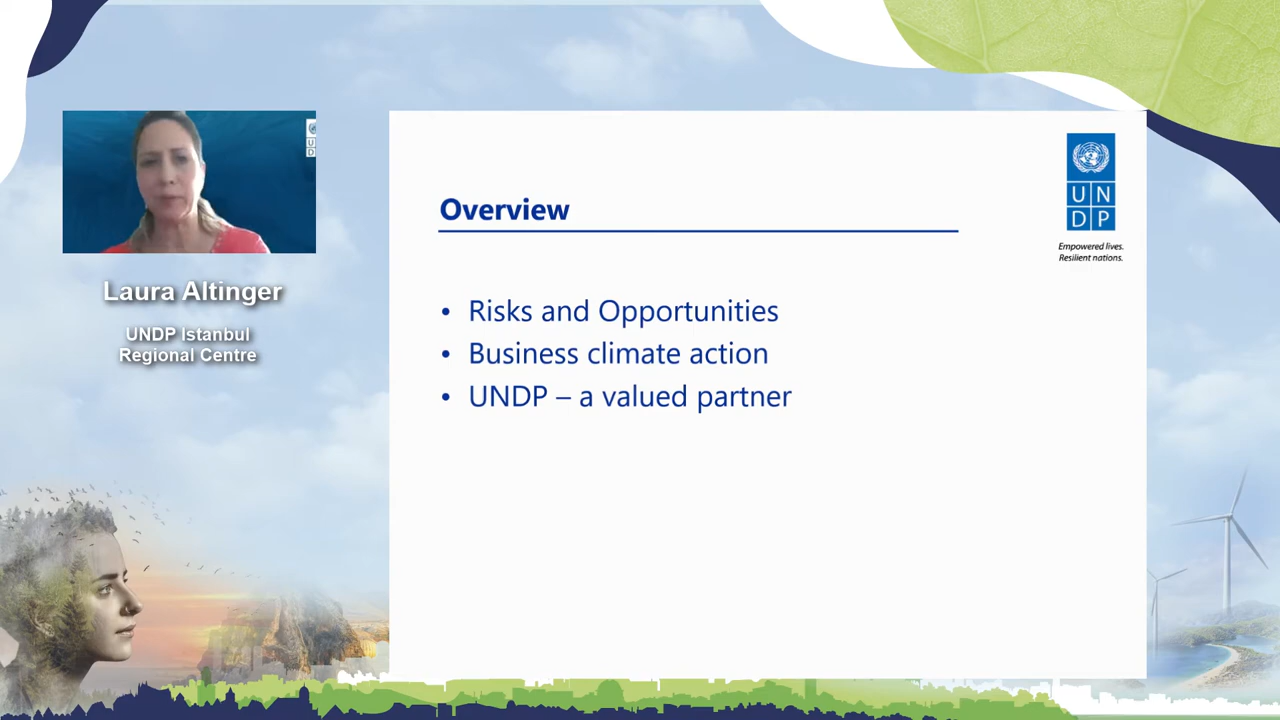 Laura Altinger
UNDP Istanbul
Regional Centre
Overview
• Risks and Opportunities
• Business climate action
• UNDP – a valued partner
U N
D P
Empowered lives.
Resilient nations.
U
D